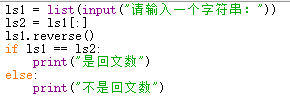 ls1 = list(input("请输入一个字符串："))
ls2 = ls1[:]
ls1.reverse()
if ls1 == ls2:
    print("是回文数")
else:
    print("不是回文数")